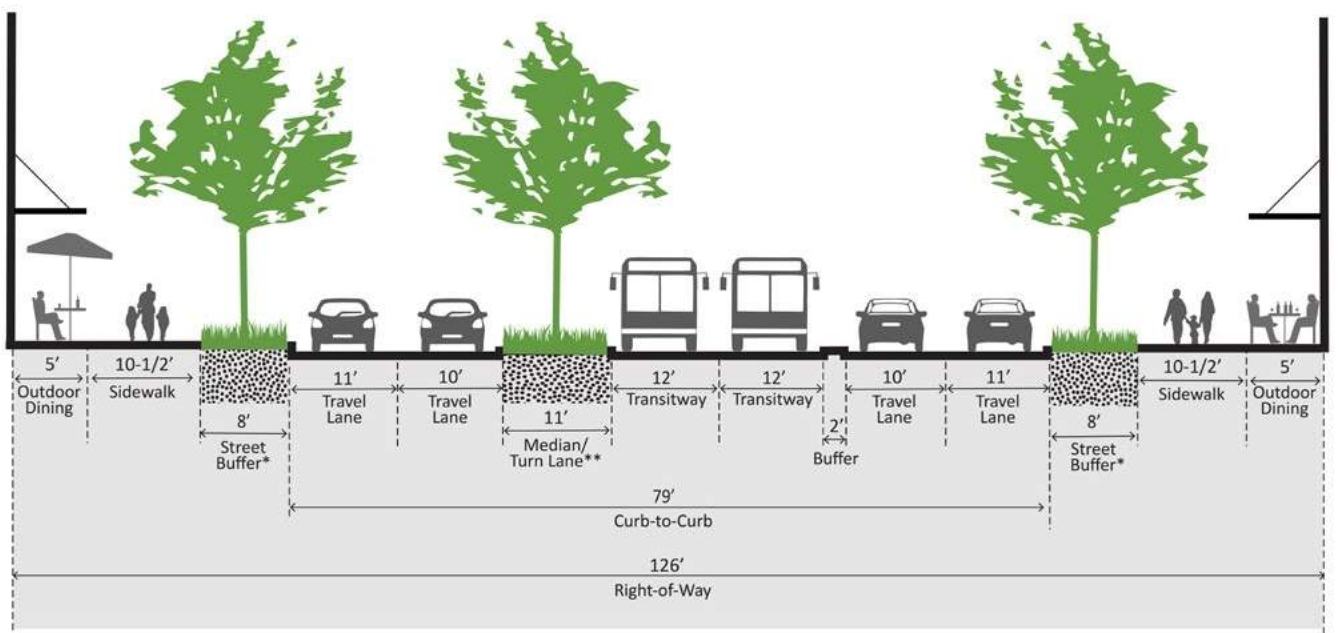 5’
Outdoor
Dining
10-1/2’
Sidewalk
8’
Street
Buffer*
11’
Travel
Lane
10’
Travel
Lane
11’
Median/
Turn Lane**
12’
Transitway
12’
Transitway
2’
Buffer
10’
Travel
Lane
11’
Travel
Lane
8’
Street
Buffer*
10-1/2’
Sidewalk
5’
Outdoor
Dining
79’
Curb-to-Curb
126’
Right-of-Way